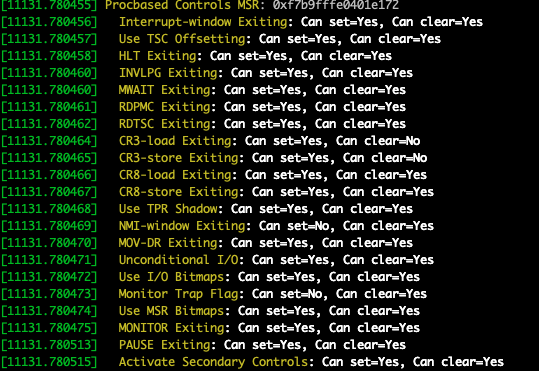 [11131.780455] Procbased Controls MSR: 0xf7b9fffe0401e172
[11131.780456] Interrupt-window Exiting: Can set=Yes, Can clear=Yes
[11131.780457] Use TSC Offsetting: Can set=Yes, Can clear=Yes
[11131.780458] HLT Exiting: Can set=Yes, Can clear=Yes
[11131.780460] INVLPG Exiting: Can set=Yes, Can clear=Yes
[11131.780460] MWAIT Exiting: Can set=Yes, Can clear=Yes
[11131.780461] RDPMC Exiting: Can set=Yes, Can clear=Yes
[11131.780462] RDTSC Exiting: Can set=Yes, Can clear=Yes
[11131.780464] CR3-load Exiting: Can set=Yes, Can clear=No
[11131.780465] CR3-store Exiting: Can set=Yes, Can clear=No
[11131.780466] CR8-load Exiting: Can set=Yes, Can clear=Yes
[11131.780467] CR8-store Exiting: Can set=Yes, Can clear=Yes
[11131.780468] Use TPR Shadow: Can set=Yes, Can clear=Yes
[11131.780469] NMI-window Exiting: Can set=No, Can clear=Yes
[11131.780470] MOV-DR Exiting: Can set=Yes, Can clear=Yes
[11131.780471] Unconditional I/O: Can set=Yes, Can clear=Yes
[11131.780472] Use I/O Bitmaps: Can set=Yes, Can clear=Yes
[11131.780473] Monitor Trap Flag: Can set=No, Can clear=Yes
[11131.780474] Use MSR Bitmaps: Can set=Yes, Can clear=Yes
[11131.780475] MONITOR Exiting: Can set=Yes, Can clear=Yes
[11131.780513] PAUSE Exiting: Can set=Yes, Can clear=Yes
[11131.780515] Activate Secondary Controls: Can set=Yes, Can clear=Yes